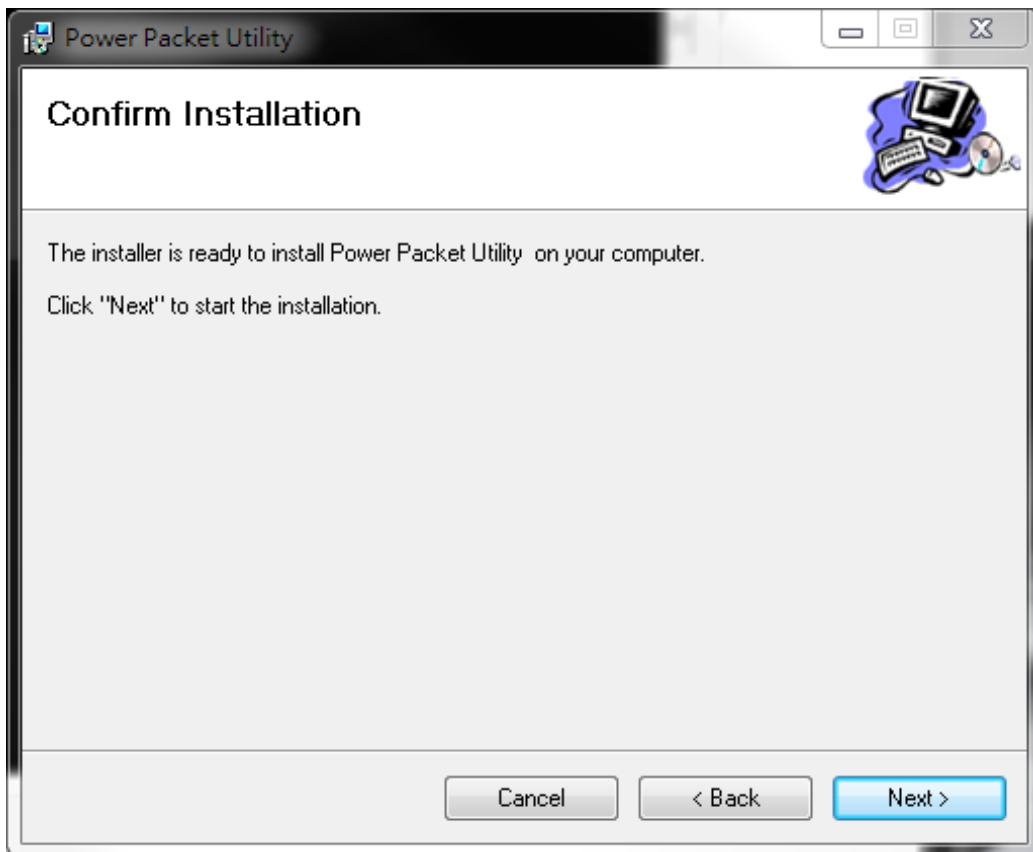 Power Packet Utility
Confirm Installation
The installer is ready to install Power Packet Utility  on your computer.
Click "Next" to start the installation.
Cancel
< Back
Next >